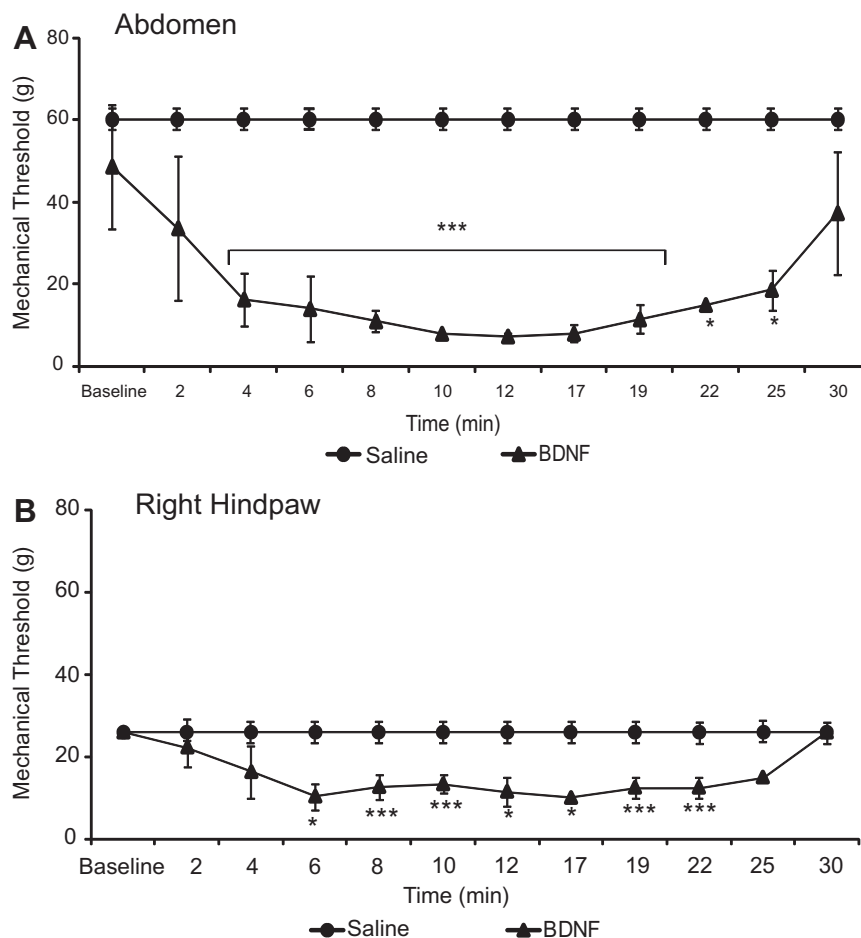 A Abdomen
80
60
40
20
0
Mechanical Threshold (g)
***
* *
Baseline 2 4 6 8 10 12 17 19 22 25 30
Time (min)
Saline BDNF
B Right Hindpaw
80
60
40
20
0
Mechanical Threshold (g)
* *** *** * * *** ***
Baseline 2 4 6 8 10 12 17 19 22 25 30
Time (min)
Saline BDNF